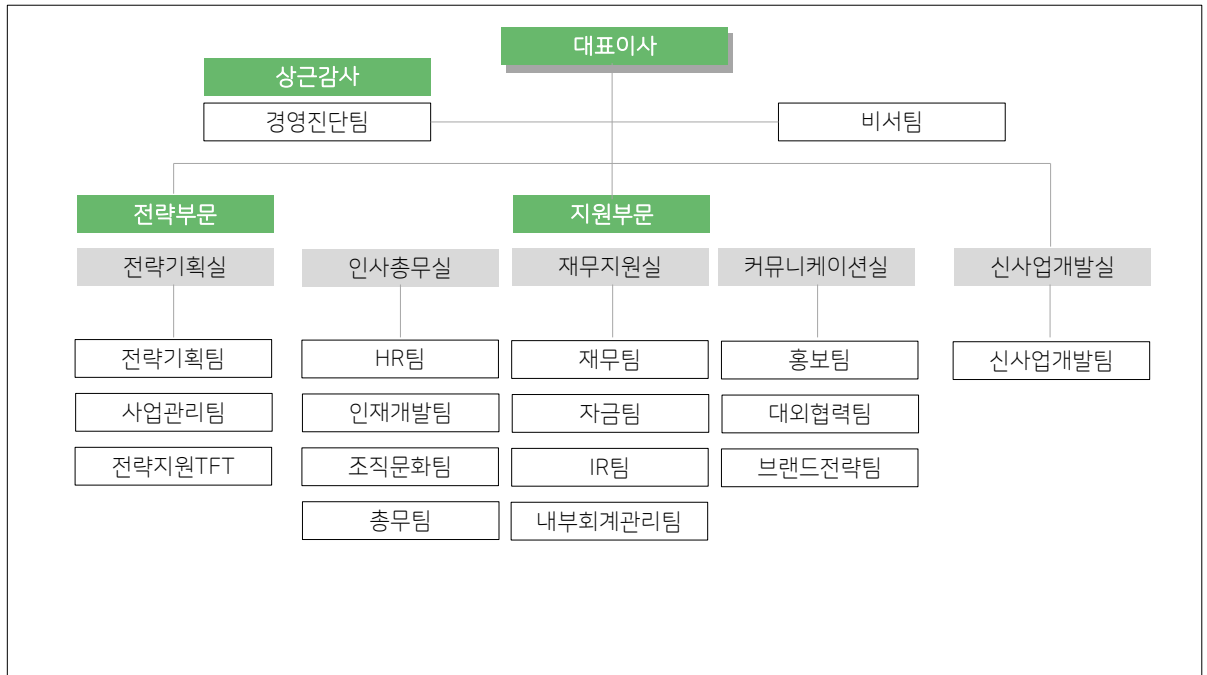 대표이사
상근감사
경영진단팀
비서팀
전략부문
지원부문
전략기획실
인사총무실
재무지원실
커뮤니케이션실
신사업개발실
전략기획팀
HR팀
재무팀
홍보팀
신사업개발팀
사업관리팀
인재개발팀
자금팀
대외협력팀
전략지원TFT
조직문화팀
IR팀
브랜드전략팀
총무팀
내부회계관리팀